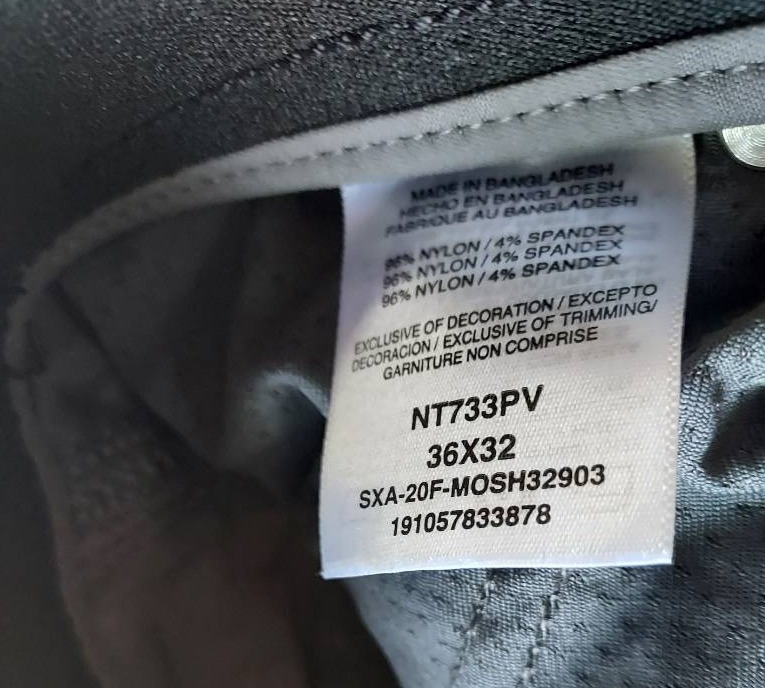 MADE IN BANGLADESH
HECHO EN BANGLADESH
FABRIQUE AU BANGLADESH
96% NYLON / 4% SPANDEX
96% NYLON / 4% SPANDEX
96% NYLON / 4% SPANDEX
EXCLUSIVE OF DECORATION / EXCEPTO
DECORACION / EXCLUSIVE OF TRIMMING/
GARNITURE NON COMPRISE
NT733PV
36X32
SXA-20F-MOSH32903
191057833878